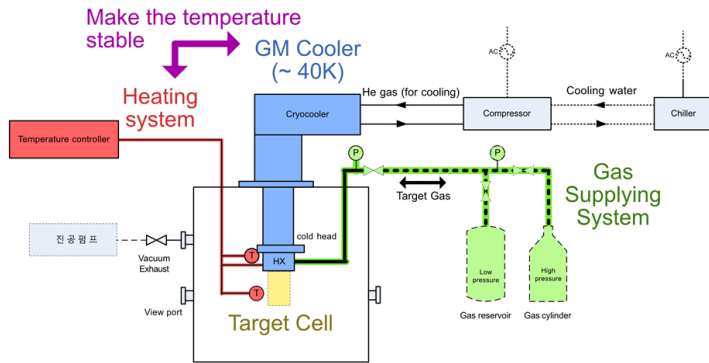 Make the temperature
stable
GM Cooler
(~ 40K)
AC
AC
Heating
system
He gas (for cooling)
Cooling water
Cryocooler
Compressor
Chiller
Temperature controller
P
P
Target Gas
Gas
Supplying
System
진공펌프
Vacuum
Exhaust
cold head
T
HX
T
View port
Target Cell
Low
pressure
High
pressure
Gas reservoir
Gas cylinder